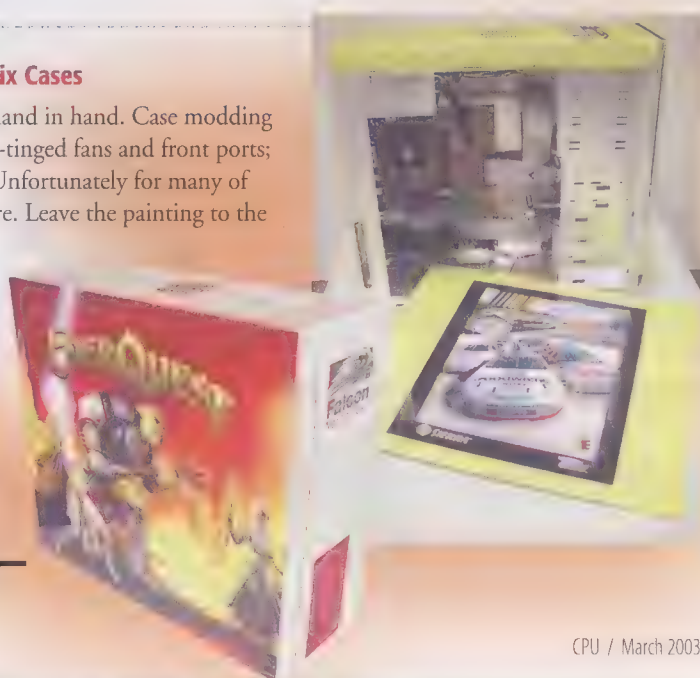 ix Cases
and in hand. Case modding
-tinged fans and front ports;
Unfortunately for many of
re. Leave the painting to the
EverQuest
Falcon
CPU / March 2003